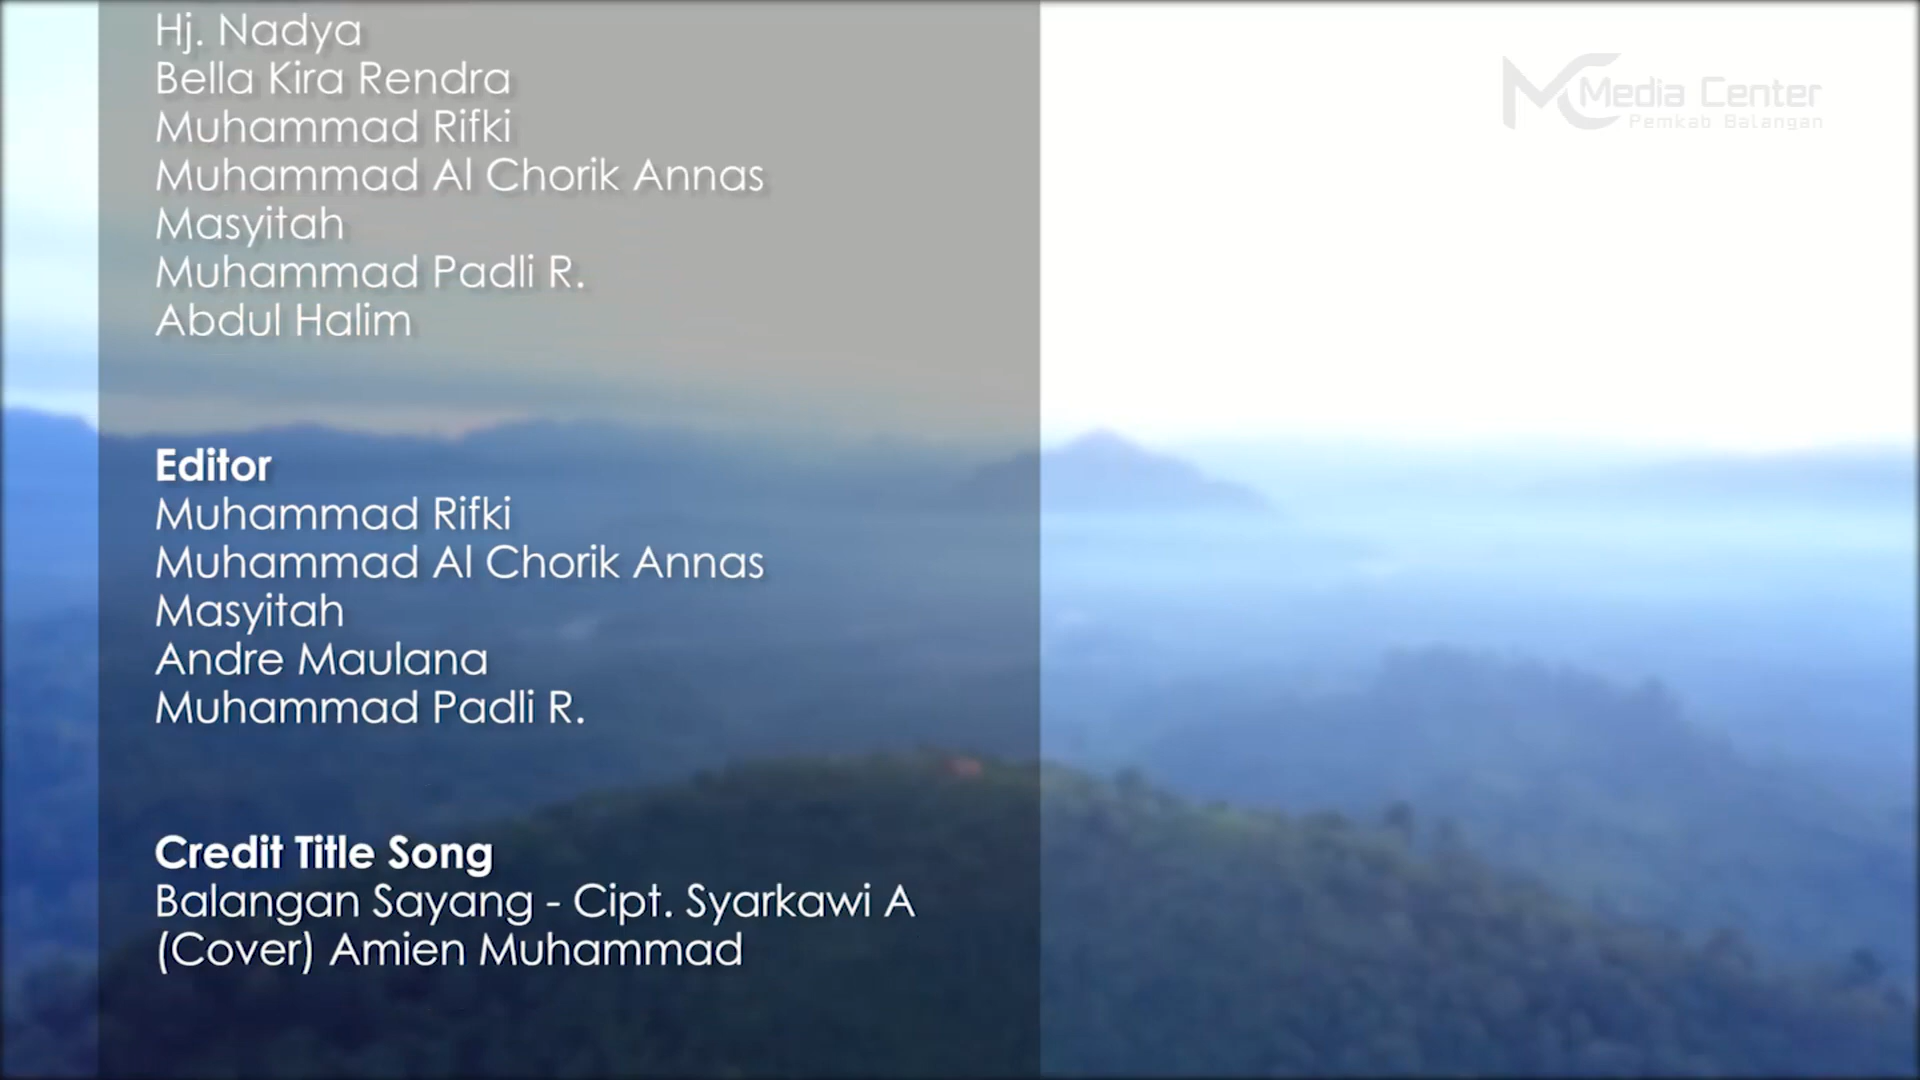 Hj. Nadya
Bella Kira Rendra
Muhammad Rifki
Muhammad Al Chorik Annas
Masyitah
Muhammad Padli R.
Abdul Halim
Editor
Muhammad Rifki
Muhammad Al Chorik Annas
Masyitah
Andre Maulana
Muhammad Padli R.
Credit Title Song
Balangan Sayang - Cipt. Syarkawi A
(Cover) Amien Muhammad
MC Media Center
Pemkab Balangan